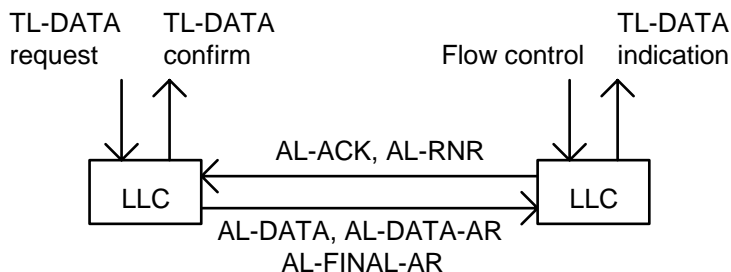 TL-DATA
request
TL-DATA
confirm
Flow control
TL-DATA
indication
AL-ACK, AL-RNR
LLC
LLC
AL-DATA, AL-DATA-AR
AL-FINAL-AR